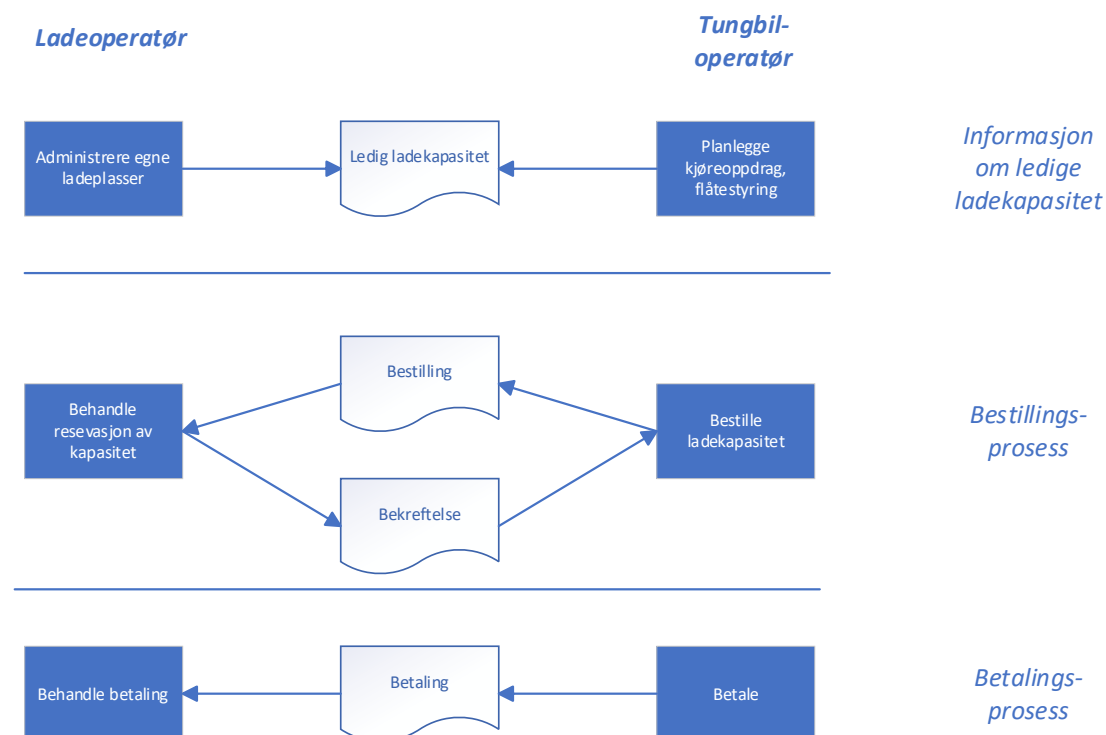 Ladeoperatør
Tungbil-
operatør
Administrere egne
ladeplasser
Ledig ladekapasitet
Planlegge
kjøreoppdrag,
flåtestyring
Informasjon
om ledige
ladekapasitet
Bestilling
Behandle
resevasjon av
kapasitet
Bestille
ladekapasitet
Bestillings-
prosess
Bekreftelse
Behandle betaling
Betaling
Betale
Betalings-
prosess